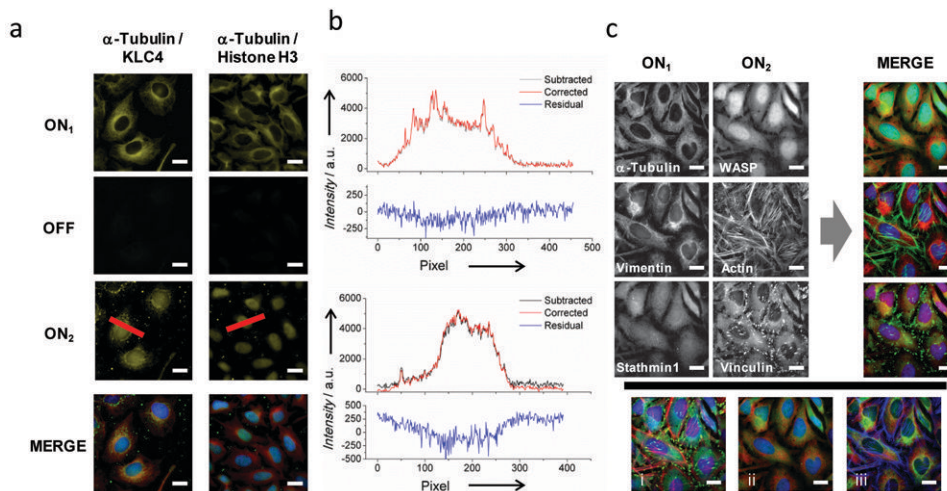 a
α-Tubulin /
KLC4
α-Tubulin /
Histone H3
ON₁
OFF
ON₂
MERGE
b
6000
4000
2000
0
Subtracted
Corrected
Residual
Intensity / a.u.
0
-250
0
100
200
300
400
500
Pixel
6000
4000
2000
0
Subtracted
Corrected
Residual
Intensity / a.u.
500
250
0
-250
-500
0
100
200
300
400
Pixel
c
ON₁
ON₂
MERGE
α-Tubulin
WASP
Vimentin
Actin
Stathmin1
Vinculin
i
ii
iii